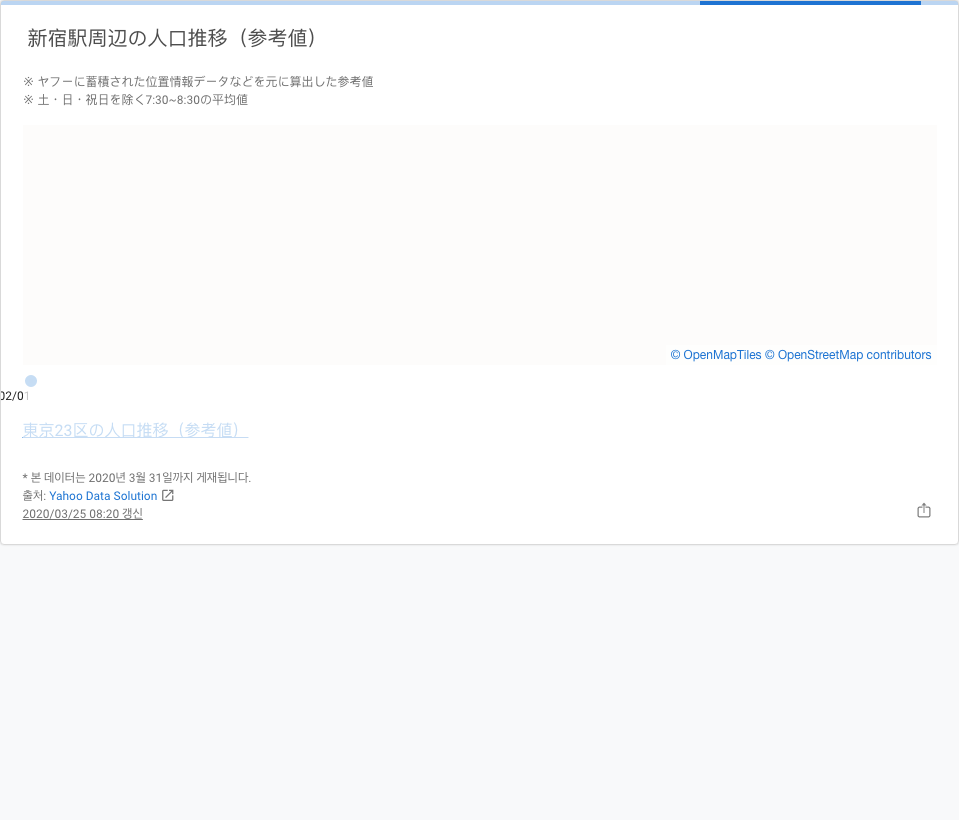 新宿駅周辺の人口推移（参考値）
※ ヤフーに蓄積された位置情報データなどを元に算出した参考値
※ 土・日・祝日を除く7:30~8:30の平均値
© OpenMapTiles © OpenStreetMap contributors
02/01
東京23区の人口推移（参考値）
* 본 데이터는 2020년 3월 31일까지 게재됩니다.
출처: Yahoo Data Solution
2020/03/25 08:20 갱신